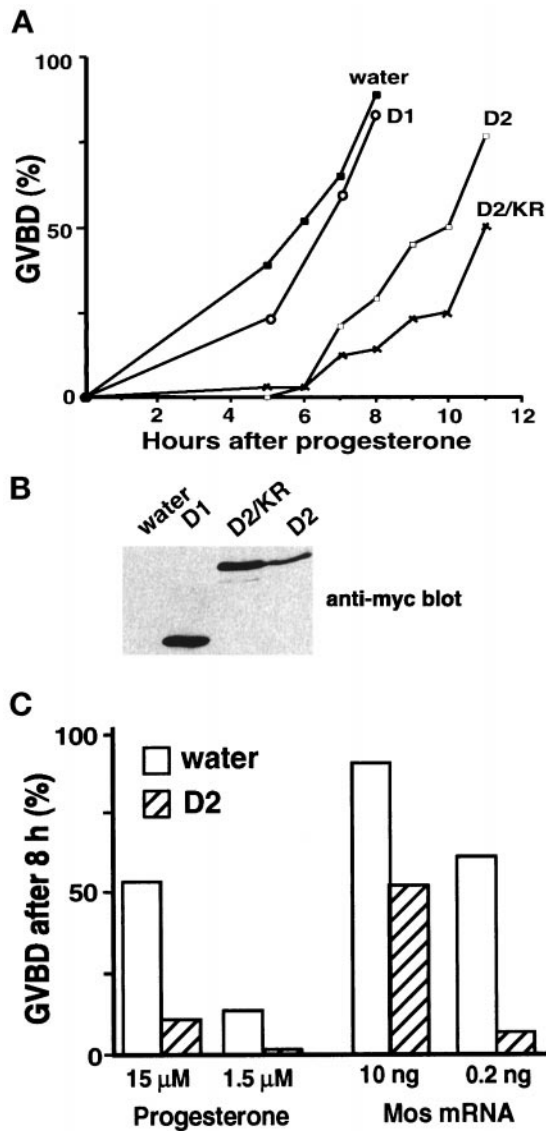 A
100
50
0
GVBD (%)
water
D1
D2
D2/KR
2 4 6 8 10 12
Hours after progesterone
B
water D1 D2/KR D2
anti-myc blot
C
100
50
0
GVBD after 8 h (%)
water
D2
15 μM 1.5 μM 10 ng 0.2 ng
Progesterone Mos mRNA